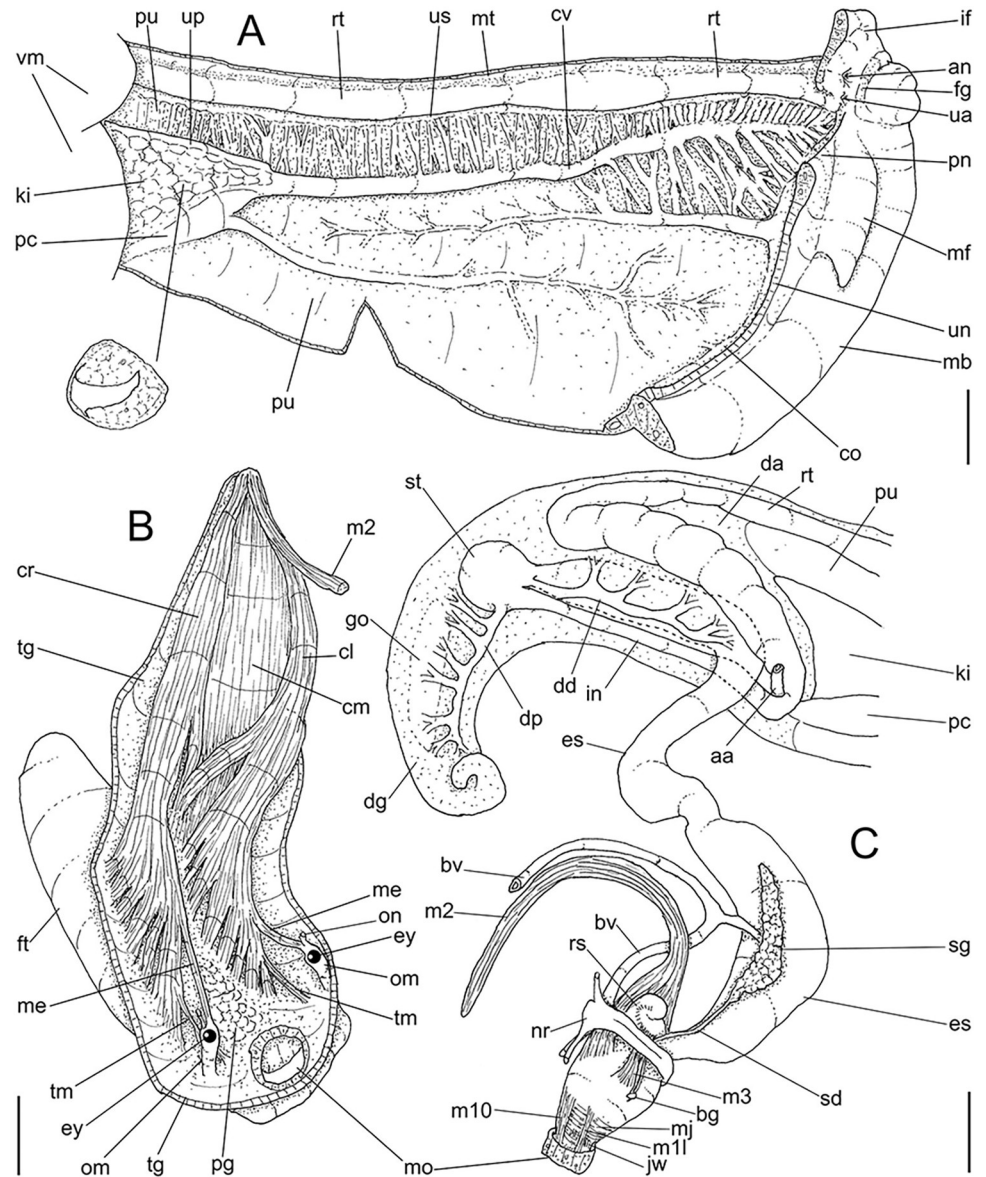 pu up A rt us mt cv rt if
vm
an
fg
ua
pn
ki
pc
mf
un
mb
pu
co
B
st
da
rt
pu
m2
cr
go
cl
tg
cm
dd in
ki
dp
pc
es
aa
dg
C
bv
me
on
m2
bv
ft
ey
rs
sg
om
me
tm
es
nr
tm
m3
sd
m10
bg
ey
mj
m1l
om
tg pg
mo
jw